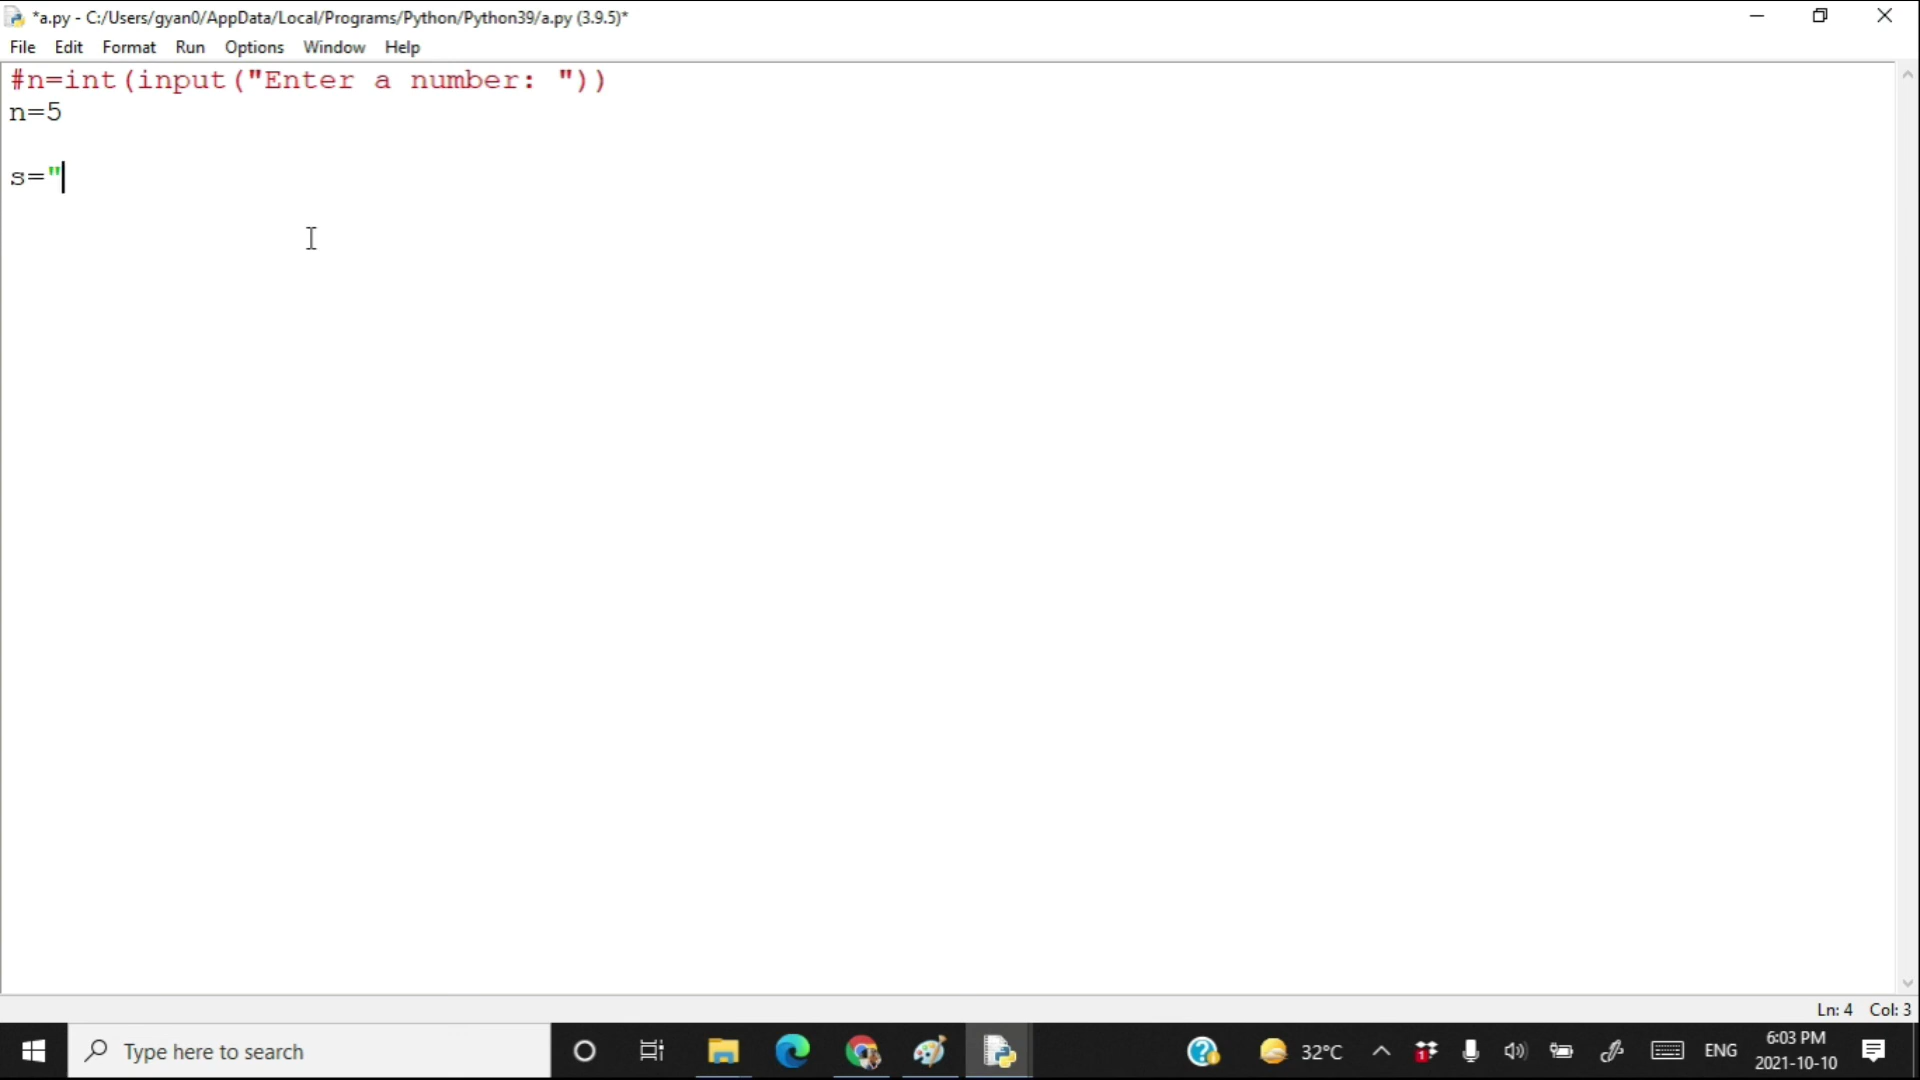 *a.py - C:/Users/gyan0/AppData/Local/Programs/Python/Python39/a.py (3.9.5)*
File Edit Format Run Options Window Help
#n=int(input("Enter a number: "))
n=5
s="
Ln: 4 Col: 3
Type here to search
1
32°C
ENG
6:03 PM
2021-10-10